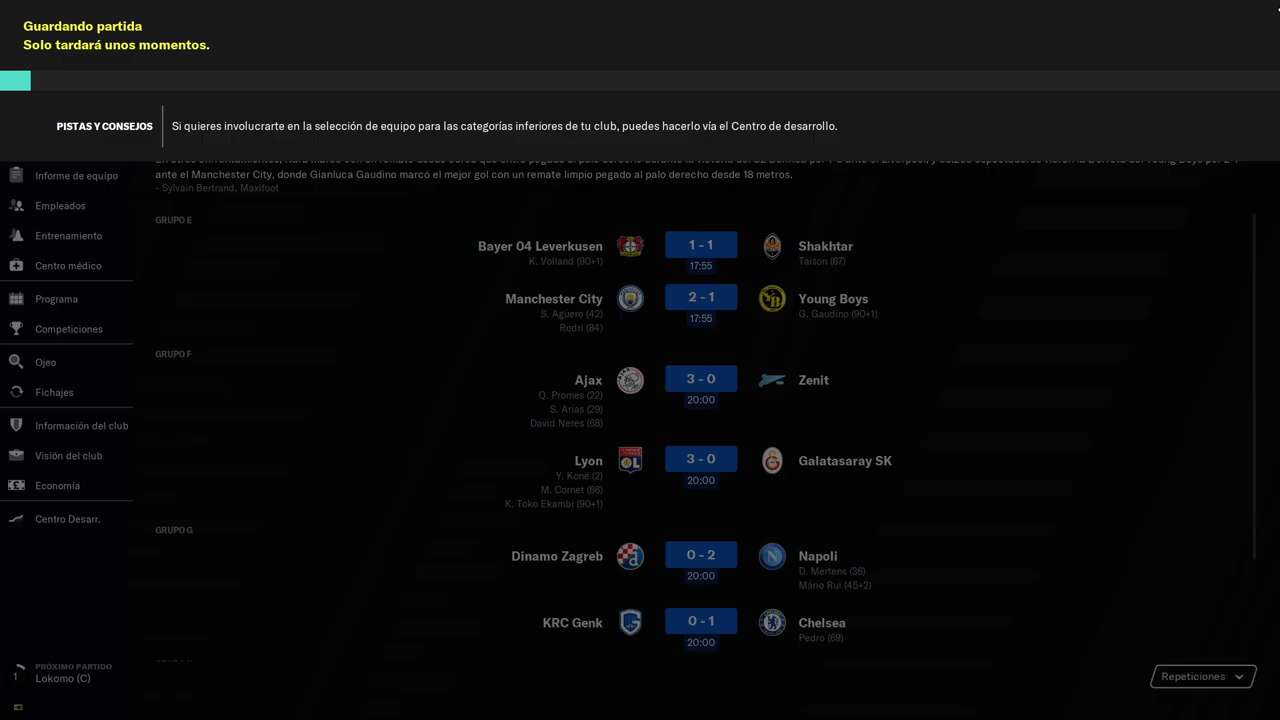 Guardando partida
Solo tardará unos momentos.
PISTAS Y CONSEJOS
Si quieres involucrarte en la selección de equipo para las categorías inferiores de tu club, puedes hacerlo vía el Centro de desarrollo.
ante el Manchester City, donde Gianluca Gaudino marcó el mejor gol con un remate limpio pegado al palo derecho desde 18 metros.
- Sylvain Bertrand, Maxifoot
Informe de equipo
Empleados
Entrenamiento
Centro médico
Programa
Competiciones
Ojeo
Fichajes
Información del club
Visión del club
Economía
Centro Desarr.
GRUPO E
Bayer 04 Leverkusen 1 - 1 Shakhtar
K. Volland (90+1) 17:55 Taison (67)
Manchester City 2 - 1 Young Boys
S. Agüero (42) 17:55 G. Gaudino (90+1)
Rodri (84)
GRUPO F
Ajax 3 - 0 Zenit
Q. Promes (22) 20:00
S. Arias (29)
David Neres (68)
Lyon 3 - 0 Galatasaray SK
Y. Koné (2) 20:00
M. Cornet (86)
K. Toko Ekambi (90+1)
GRUPO G
Dinamo Zagreb 0 - 2 Napoli
20:00 D. Mertens (36)
Mário Rui (45+2)
KRC Genk 0 - 1 Chelsea
20:00 Pedro (69)
1 PRÓXIMO PARTIDO
Lokomo (C)
Repeticiones